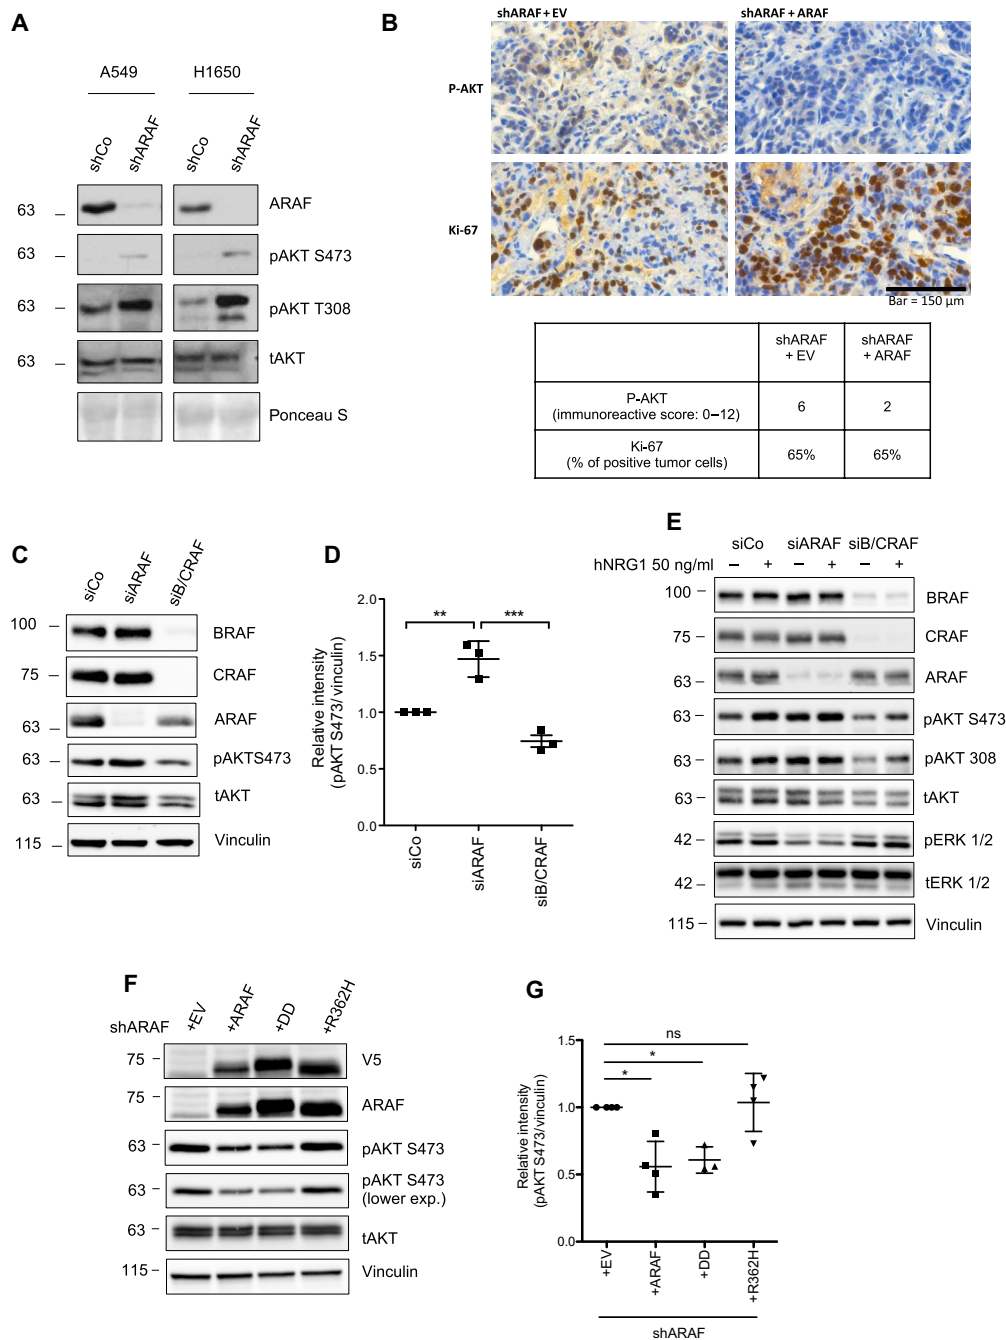 A
A549
H1650
shCo
shARAF
shCo
shARAF
63
ARAF
pAKT S473
63
pAKT T308
63
tAKT
Ponceau S
B
shARAF+EV
shARAF+ARAF
P-AKT
Ki-67
Bar = 150 µm
shARAF
+ EV
shARAF
+ ARAF
P-AKT
(immunoreactive score: 0–12)
6
2
Ki-67
(% of positive tumor cells)
65%
65%
C
siCo
siARAF
siB/CRAF
100
BRAF
75
CRAF
63
ARAF
63
pAKTS473
63
tAKT
115
Vinculin
D
Relative intensity
(pAKT S473/vinculin)
2.0
1.5
1.0
0.5
0.0
**
***
siCo
siARAF
siB/CRAF
E
siCo
siARAF
siB/CRAF
hNRG1 50 ng/ml
–
+
–
+
–
+
100
BRAF
75
CRAF
63
ARAF
63
pAKT S473
63
pAKT 308
63
tAKT
42
pERK 1/2
42
tERK 1/2
115
Vinculin
F
shARAF
+EV
+ARAF
+DD
+R362H
75
V5
75
ARAF
63
pAKT S473
63
pAKT S473
(lower exp.)
63
tAKT
115
Vinculin
G
Relative intensity
(pAKT S473/vinculin)
1.5
1.0
0.5
0.0
ns
*
*
+EV
+ARAF
+DD
+R362H
shARAF